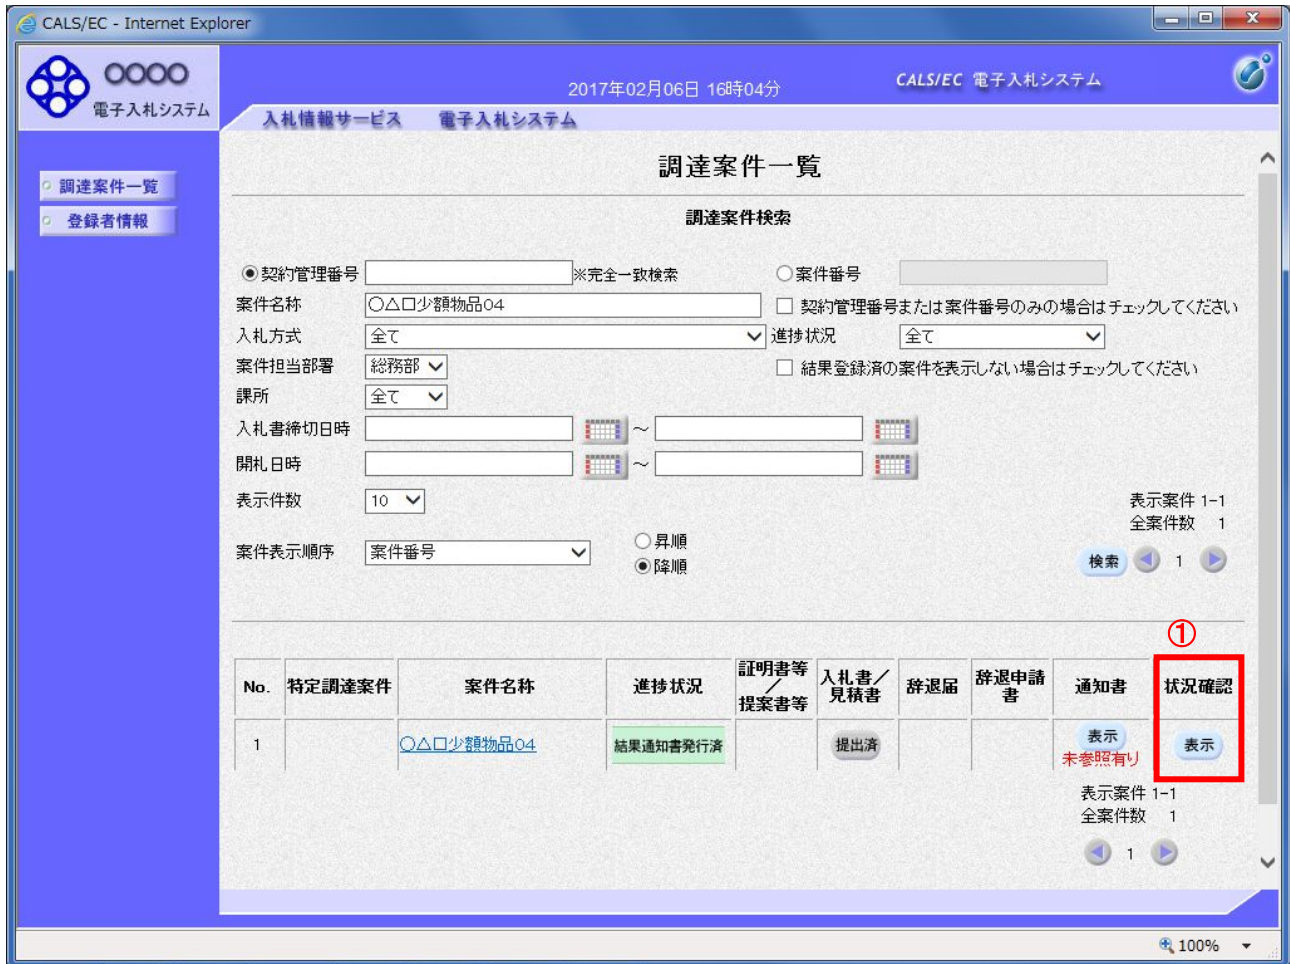 CALS/EC - Internet Explorer
○○○○
電子入札システム
2017年02月06日 16時04分
CALS/EC 電子入札システム
入札情報サービス 電子入札システム
調達案件一覧
登録者情報
調達案件一覧
調達案件検索
契約管理番号 ※完全一致検索 案件番号
案件名称 〇△口少額物品04 契約管理番号または案件番号のみの場合はチェックしてください
入札方式 全て 進捗状況 全て
案件担当部署 総務部 結果登録済の案件を表示しない場合はチェックしてください
課所 全て
入札書締切日時 ～
開札日時 ～
表示件数 10
表示案件 1-1
全案件数 1
案件表示順序 案件番号
昇順
降順
検索 1
①
No. 特定調達案件 案件名称 進捗状況 証明書等／提案書等 入札書／見積書 辞退届 辞退申請書 通知書 状況確認
1 〇△口少額物品04 結果通知書発行済 提出済 表示 未参照有り 表示
表示案件 1-1
全案件数 1
1
100%